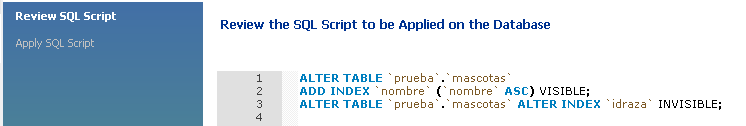 Review SQL Script
Apply SQL Script
Review the SQL Script to be Applied on the Database
1 ALTER TABLE `prueba`.`mascotas`
2 ADD INDEX `nombre` (`nombre` ASC) VISIBLE;
3 ALTER TABLE `prueba`.`mascotas` ALTER INDEX `idraza` INVISIBLE;
4